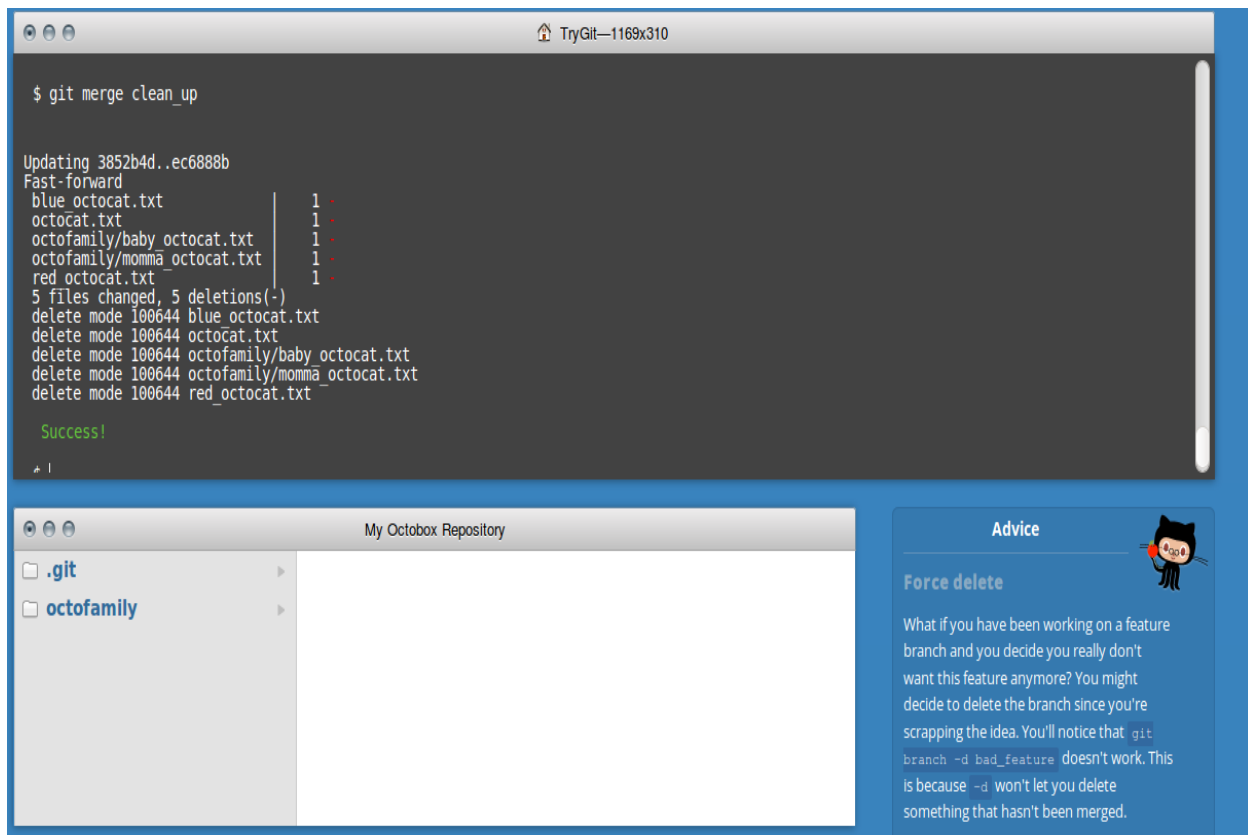 TryGit—1169x310
$ git merge clean_up
Updating 3852b4d..ec6888b
Fast-forward
blue_octocat.txt | 1 -
octocat.txt | 1 -
octofamily/baby_octocat.txt | 1 -
octofamily/momma_octocat.txt | 1 -
red_octocat.txt | 1 -
5 files changed, 5 deletions(-)
delete mode 100644 blue_octocat.txt
delete mode 100644 octocat.txt
delete mode 100644 octofamily/baby_octocat.txt
delete mode 100644 octofamily/momma_octocat.txt
delete mode 100644 red_octocat.txt
Success!
My Octobox Repository
.git
octofamily
Advice
Force delete
What if you have been working on a feature
branch and you decide you really don't
want this feature anymore? You might
decide to delete the branch since you're
scrapping the idea. You'll notice that git
branch -d bad_feature doesn't work. This
is because -d won't let you delete
something that hasn't been merged.